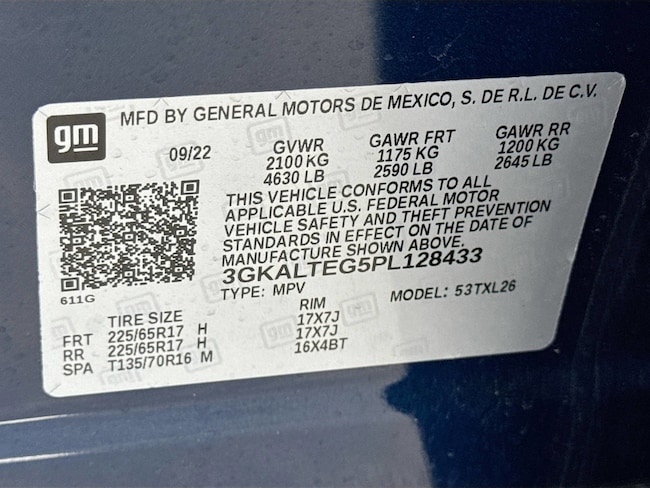 gm
MFD BY GENERAL MOTORS DE MEXICO, S. DE R.L. DE C.V.
09/22 GVWR GAWR FRT GAWR RR
2100 KG 1175 KG 1200 KG
4630 LB 2590 LB 2645 LB
THIS VEHICLE CONFORMS TO ALL
APPLICABLE U.S. FEDERAL MOTOR
VEHICLE SAFETY AND THEFT PREVENTION
STANDARDS IN EFFECT ON THE DATE OF
MANUFACTURE SHOWN ABOVE.
3GKALTEG5PL128433
611G
TYPE: MPV MODEL: 53TXL26
TIRE SIZE RIM
FRT 225/65R17 H 17X7J
RR 225/65R17 H 17X7J
SPA T135/70R16 M 16X4BT